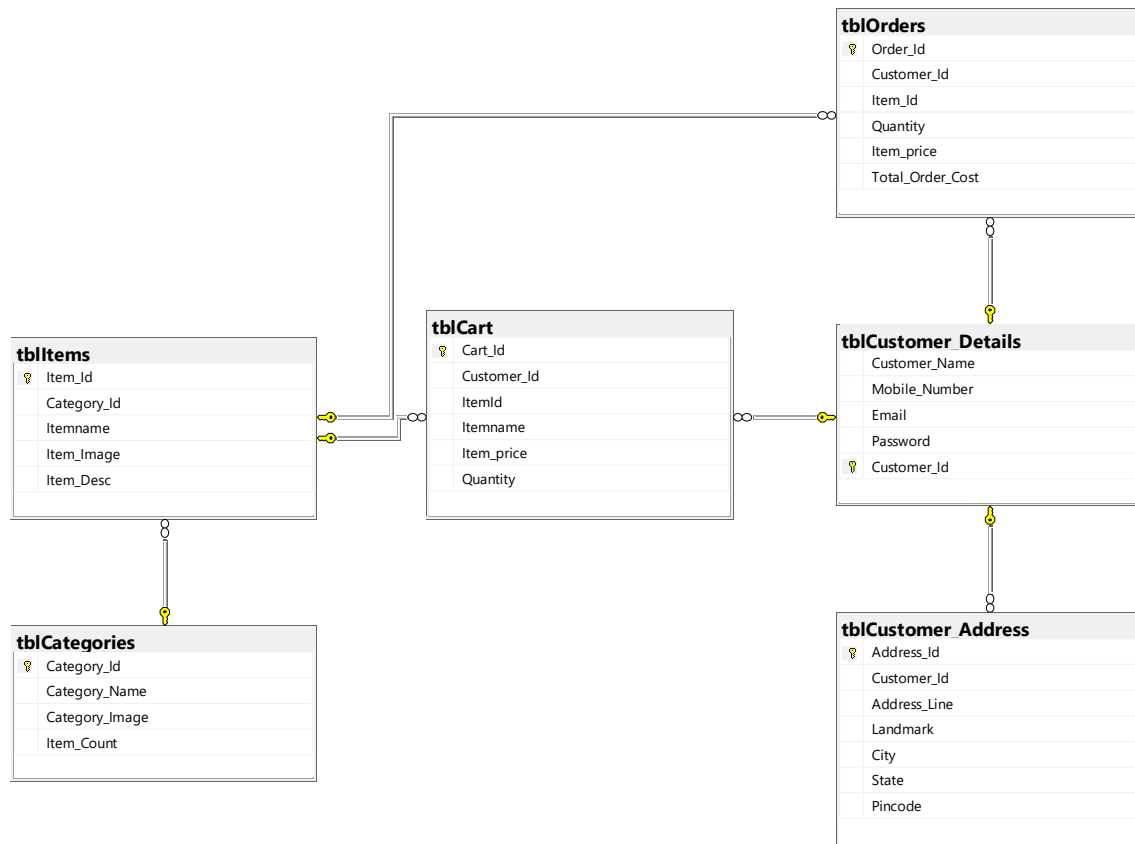 tblOrders
Order_Id
Customer_Id
Item_Id
Quantity
Item_price
Total_Order_Cost
tblItems
Item_Id
Category_Id
Itemname
Item_Image
Item_Desc
tblCart
Cart_Id
Customer_Id
ItemId
Itemname
Item_price
Quantity
tblCustomer_Details
Customer_Name
Mobile_Number
Email
Password
Customer_Id
tblCategories
Category_Id
Category_Name
Category_Image
Item_Count
tblCustomer_Address
Address_Id
Customer_Id
Address_Line
Landmark
City
State
Pincode